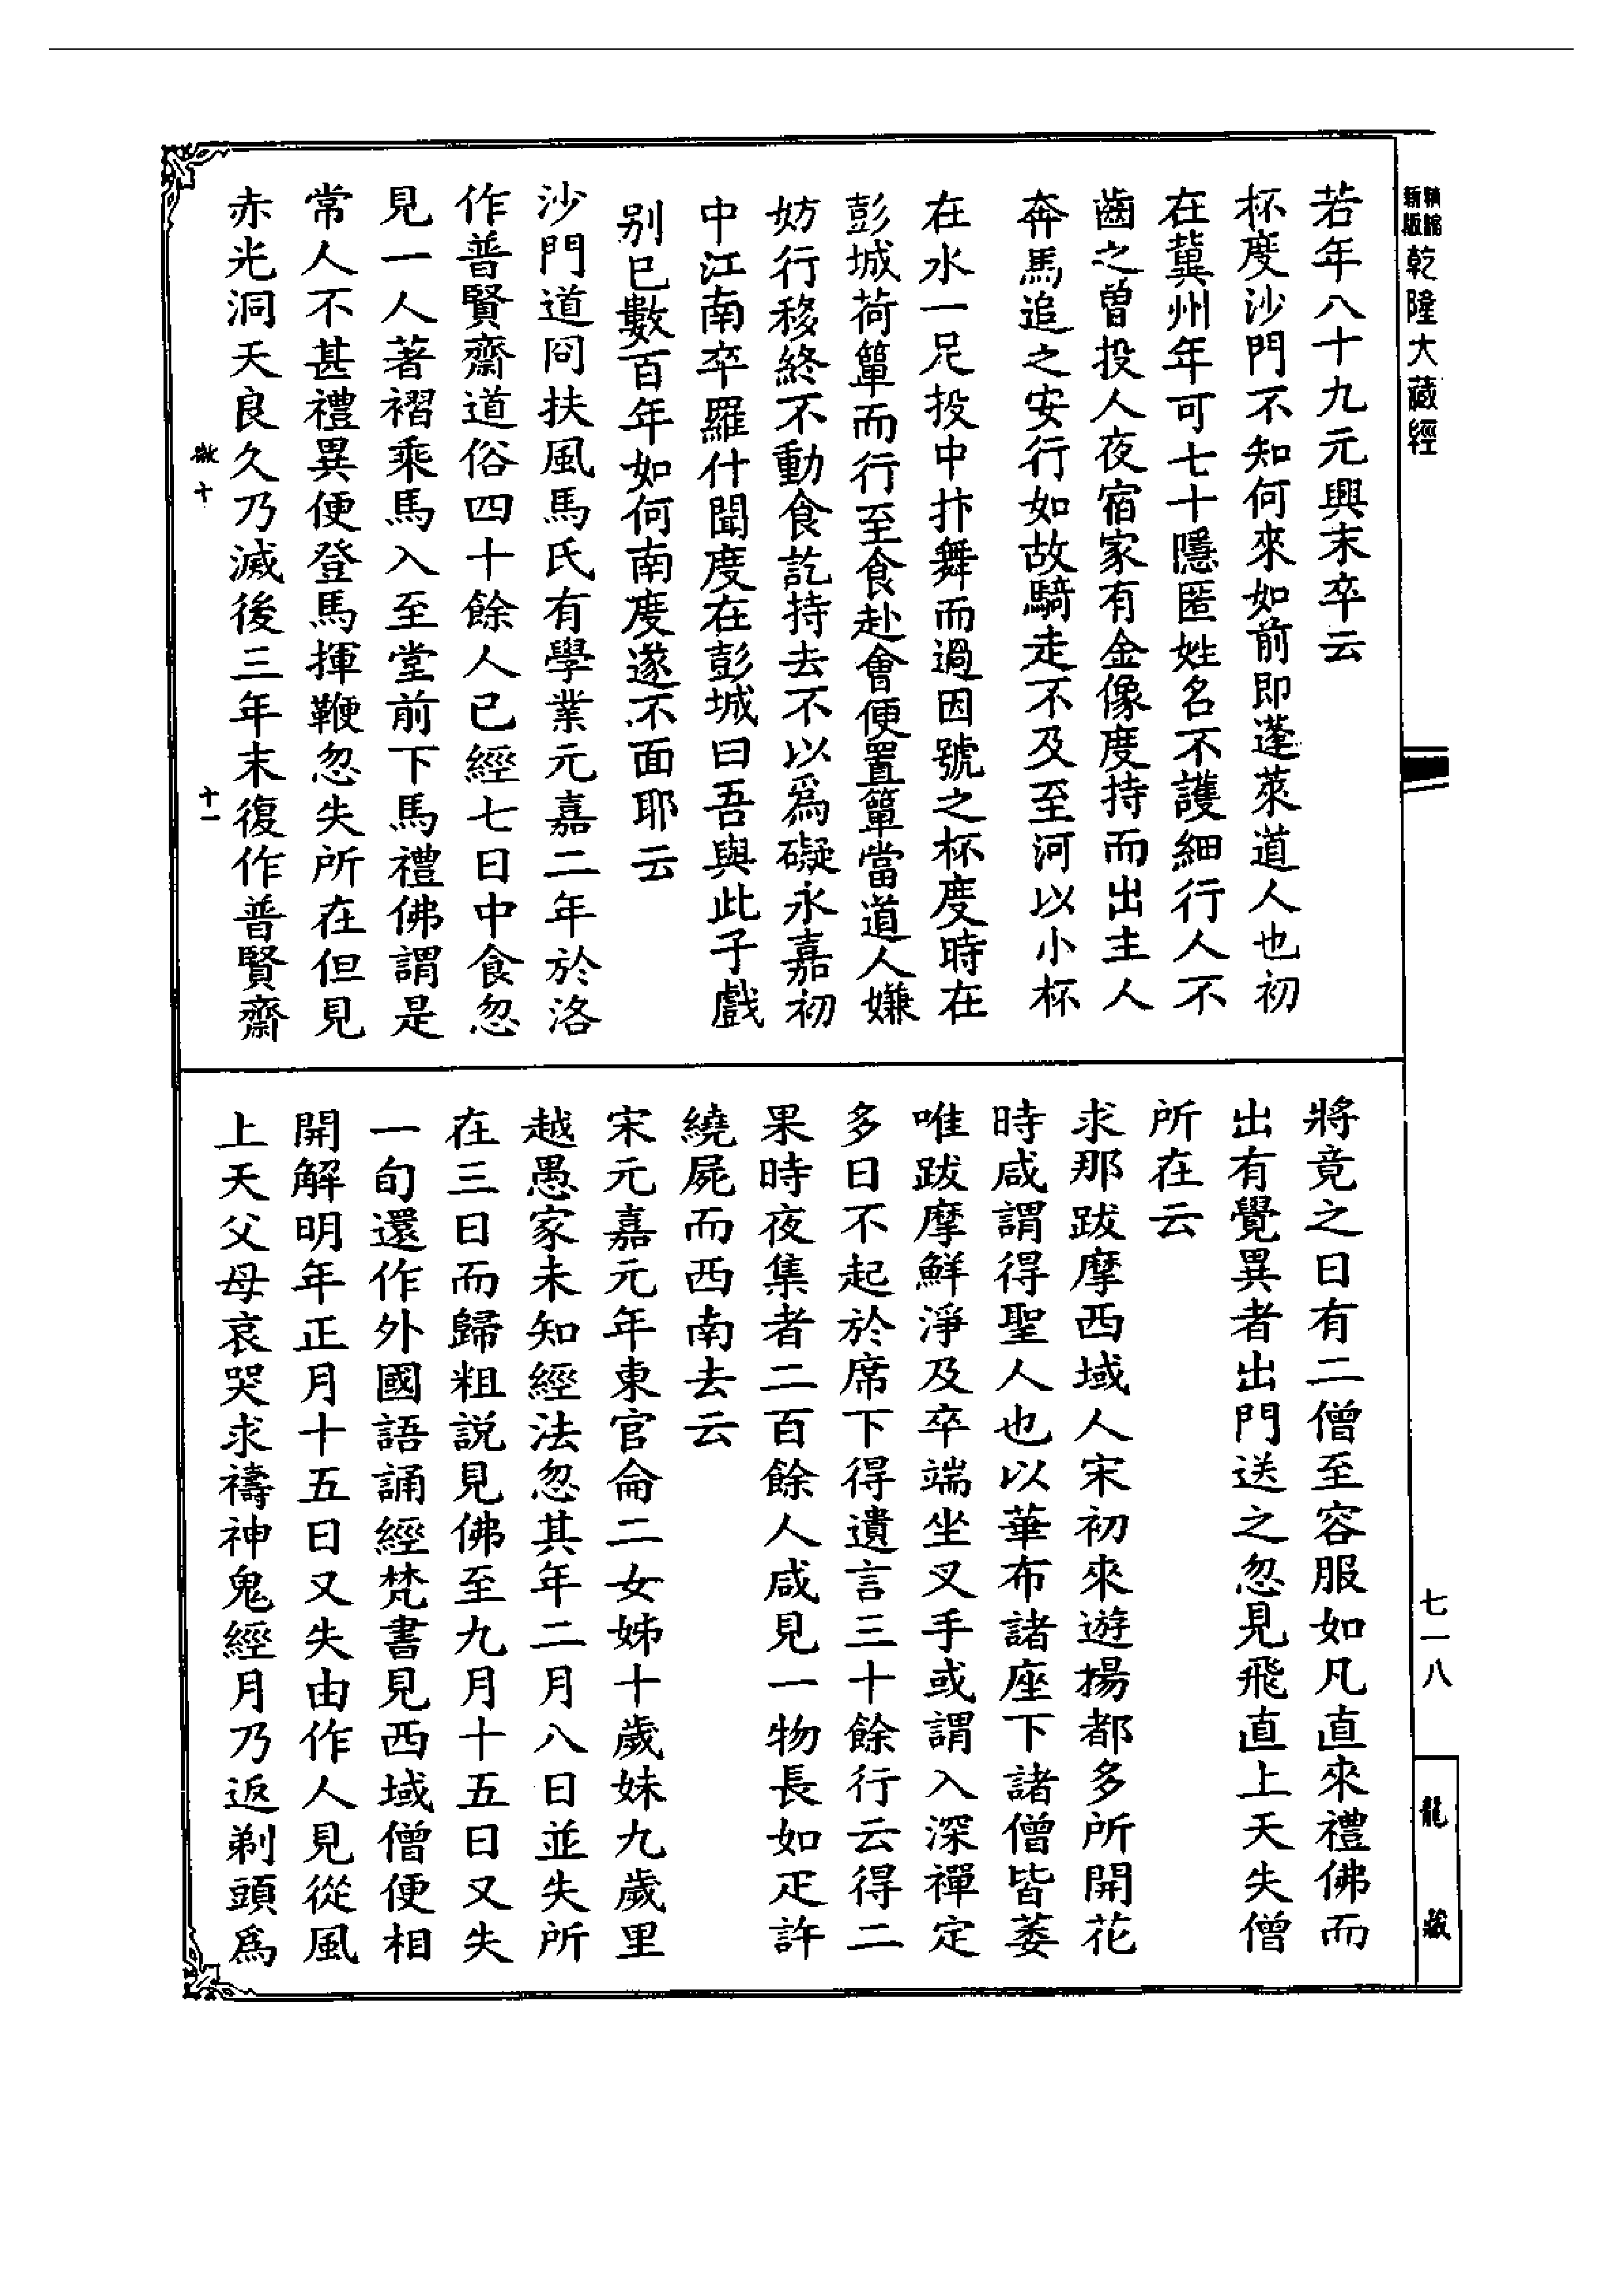 精縮新版乾隆大藏經
七一八
龍藏
若年八十九元興末卒云
杯度沙門不知何來如前即蓬萊道人也初
在冀州年可七十隱匿姓名不護細行人不
齒之曾投人夜宿家有金像度持而出主人
奔馬追之安行如故騎走不及至河以小杯
在水一足投中抃舞而過因號之杯度時在
彭城荷簞而行至食赴會便置簞當道人嫌
妨行移終不動食訖持去不以為礙永嘉初
中江南卒羅什聞度在彭城曰吾與此子戲
別已數百年如何南度遂不面耶云
沙門道冏扶風馬氏有學業元嘉二年於洛
作普賢齋道俗四十餘人已經七日中食忽
見一人著褶乘馬入至堂前下馬禮佛謂是
常人不甚禮異便登馬揮鞭忽失所在但見
赤光洞天良久乃滅後三年末復作普賢齋
十
十一
將竟之日有二僧至容服如凡直來禮佛而
出有覺異者出門送之忽見飛直上天失僧
所在云
求那跋摩西域人宋初來遊揚都多所開花
時咸謂得聖人也以華布諸座下諸僧皆萎
唯跋摩鮮淨及卒端坐叉手或謂入深禪定
多日不起於席下得遺言三十餘行云得二
果時夜集者二百餘人咸見一物長如疋許
繞屍而西南去云
宋元嘉元年東官侖二女姊十歲妹九歲里
越愚家未知經法忽其年二月八日並失所
在三日而歸粗説見佛至九月十五日又失
一旬還作外國語誦經梵書見西域僧便相
開解明年正月十五日又失由作人見從風
上天父母哀哭求禱神鬼經月乃返剃頭為